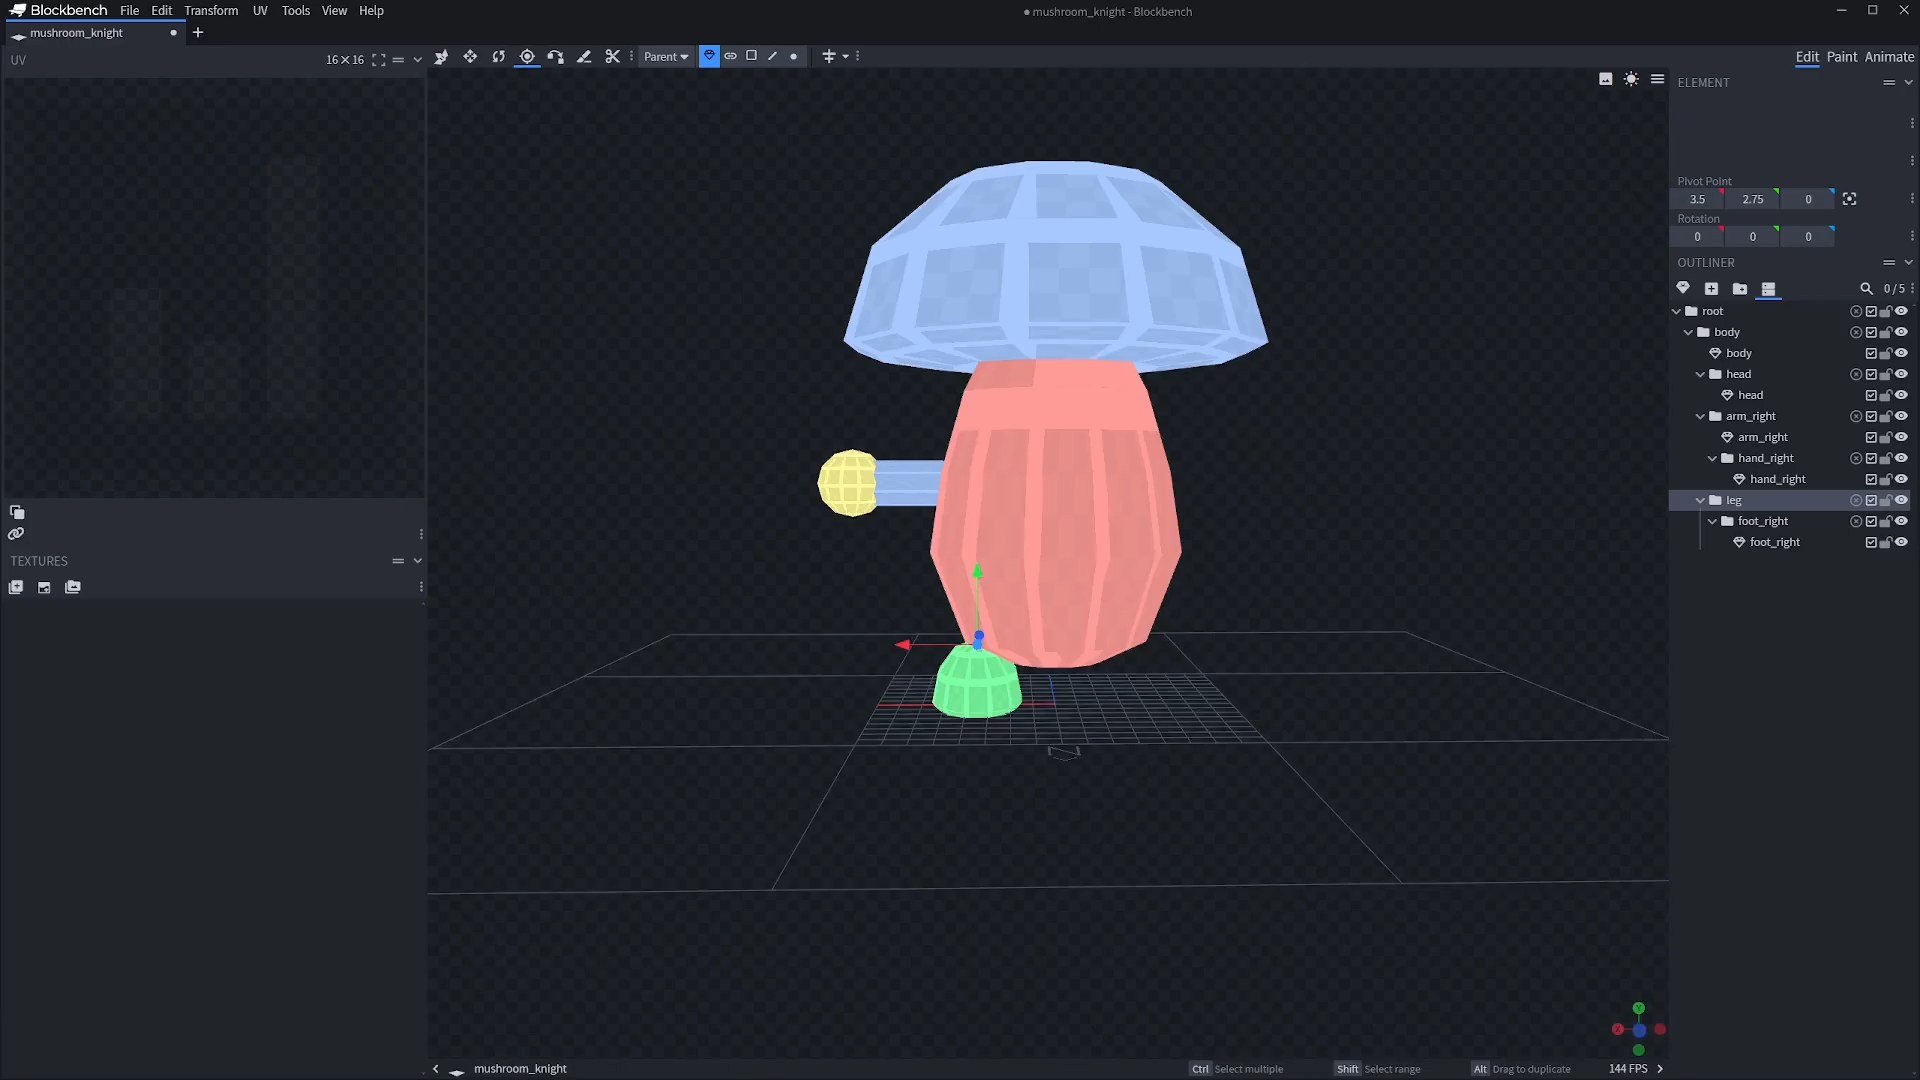 Blockbench File Edit Transform UV Tools View Help
mushroom_knight - Blockbench
mushroom_knight
UV
16×16
Parent
Edit Paint Animate
ELEMENT
Pivot Point
3.5 2.75 0
Rotation
0 0 0
OUTLINER
0/5
root
body
body
head
head
arm_right
arm_right
hand_right
hand_right
leg
foot_right
foot_right
TEXTURES
Y
X
mushroom_knight
Ctrl Select multiple
Shift Select range
Alt Drag to duplicate
144 FPS